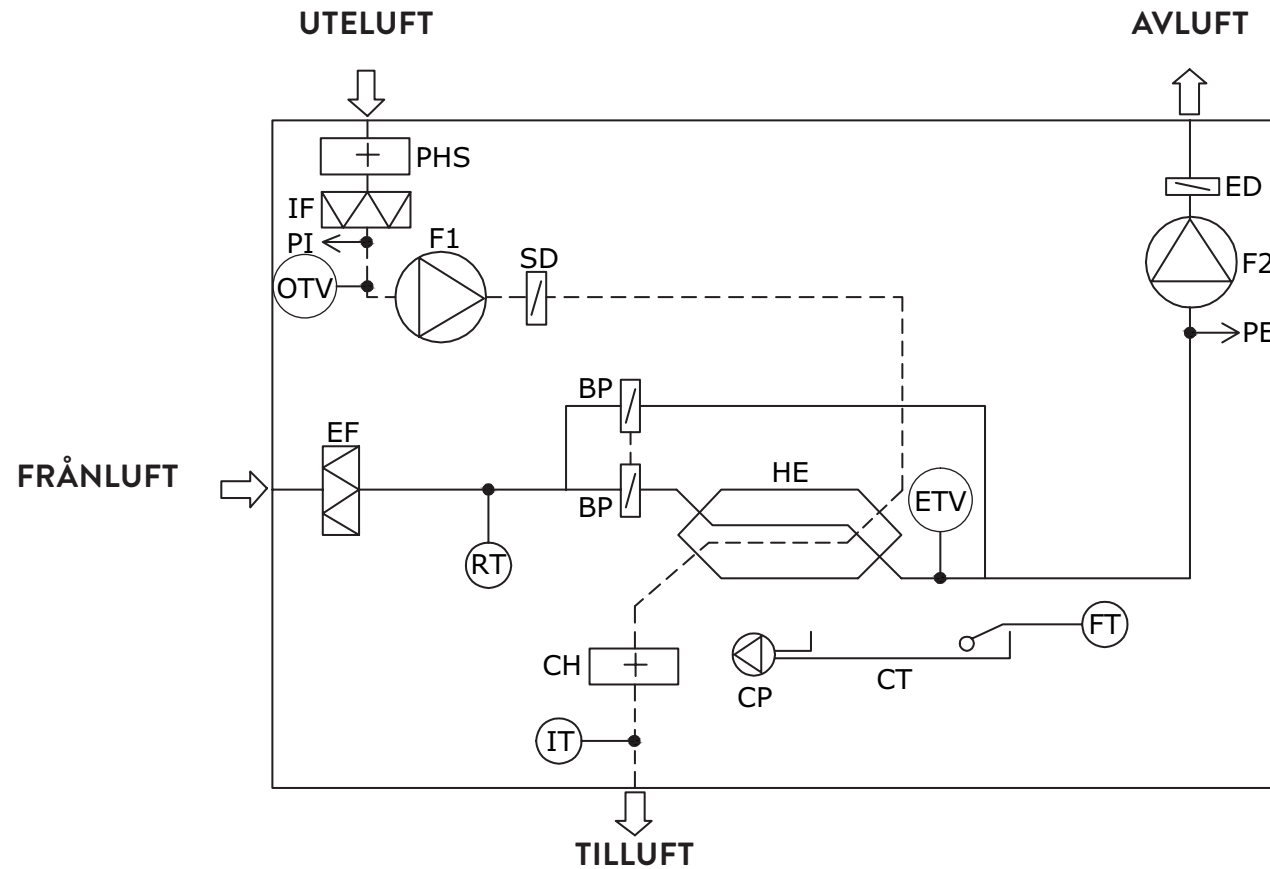 UTELUFT
AVLUFT
PHS
IF
PI
OTV
F1
SD
ED
F2
PE
BP
EF
FRÅNLUFT
BP
HE
ETV
RT
FT
CH
CP
CT
IT
TILLUFT